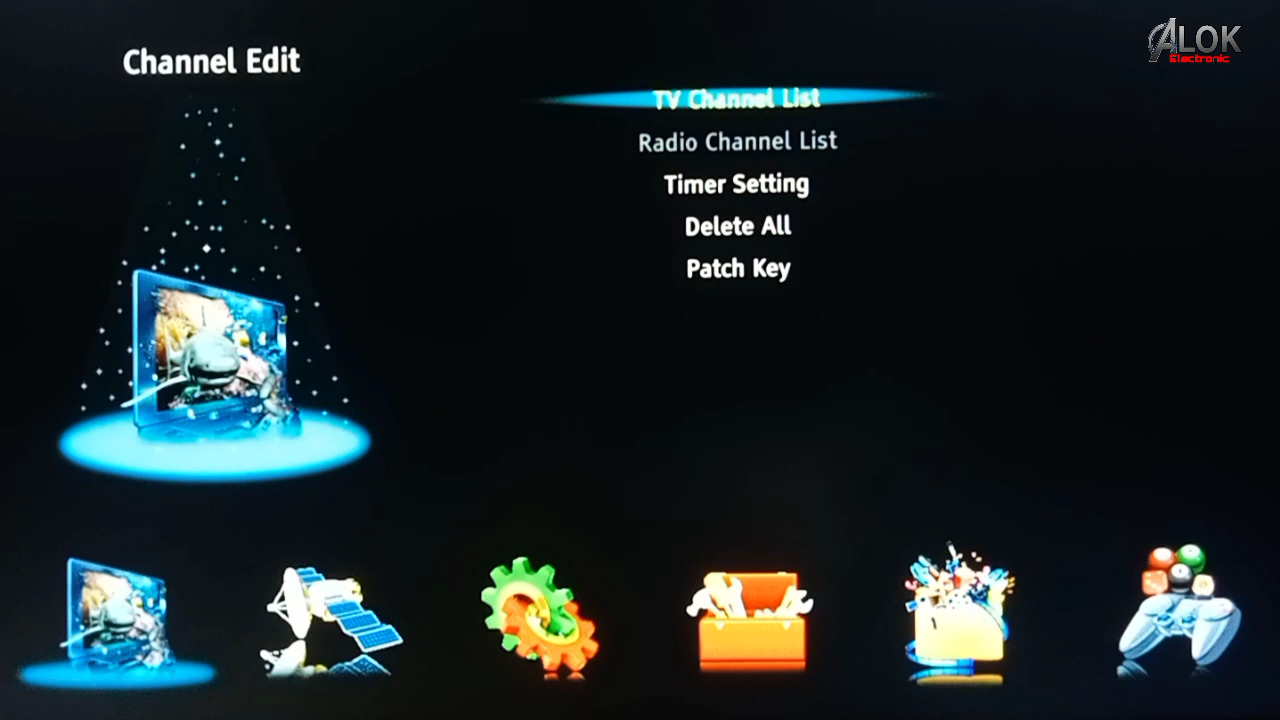 Channel Edit
ALOK
Electronic
TV Channel List
Radio Channel List
Timer Setting
Delete All
Patch Key